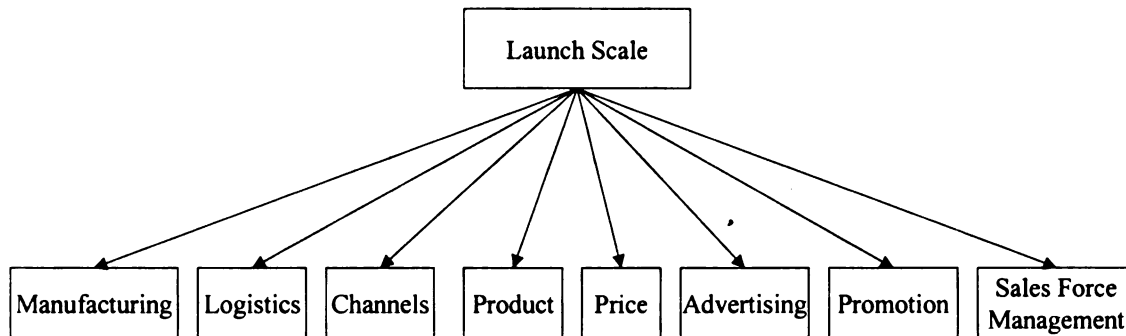 Launch Scale
Manufacturing
Logistics
Channels
Product
Price
Advertising
Promotion
Sales Force
Management